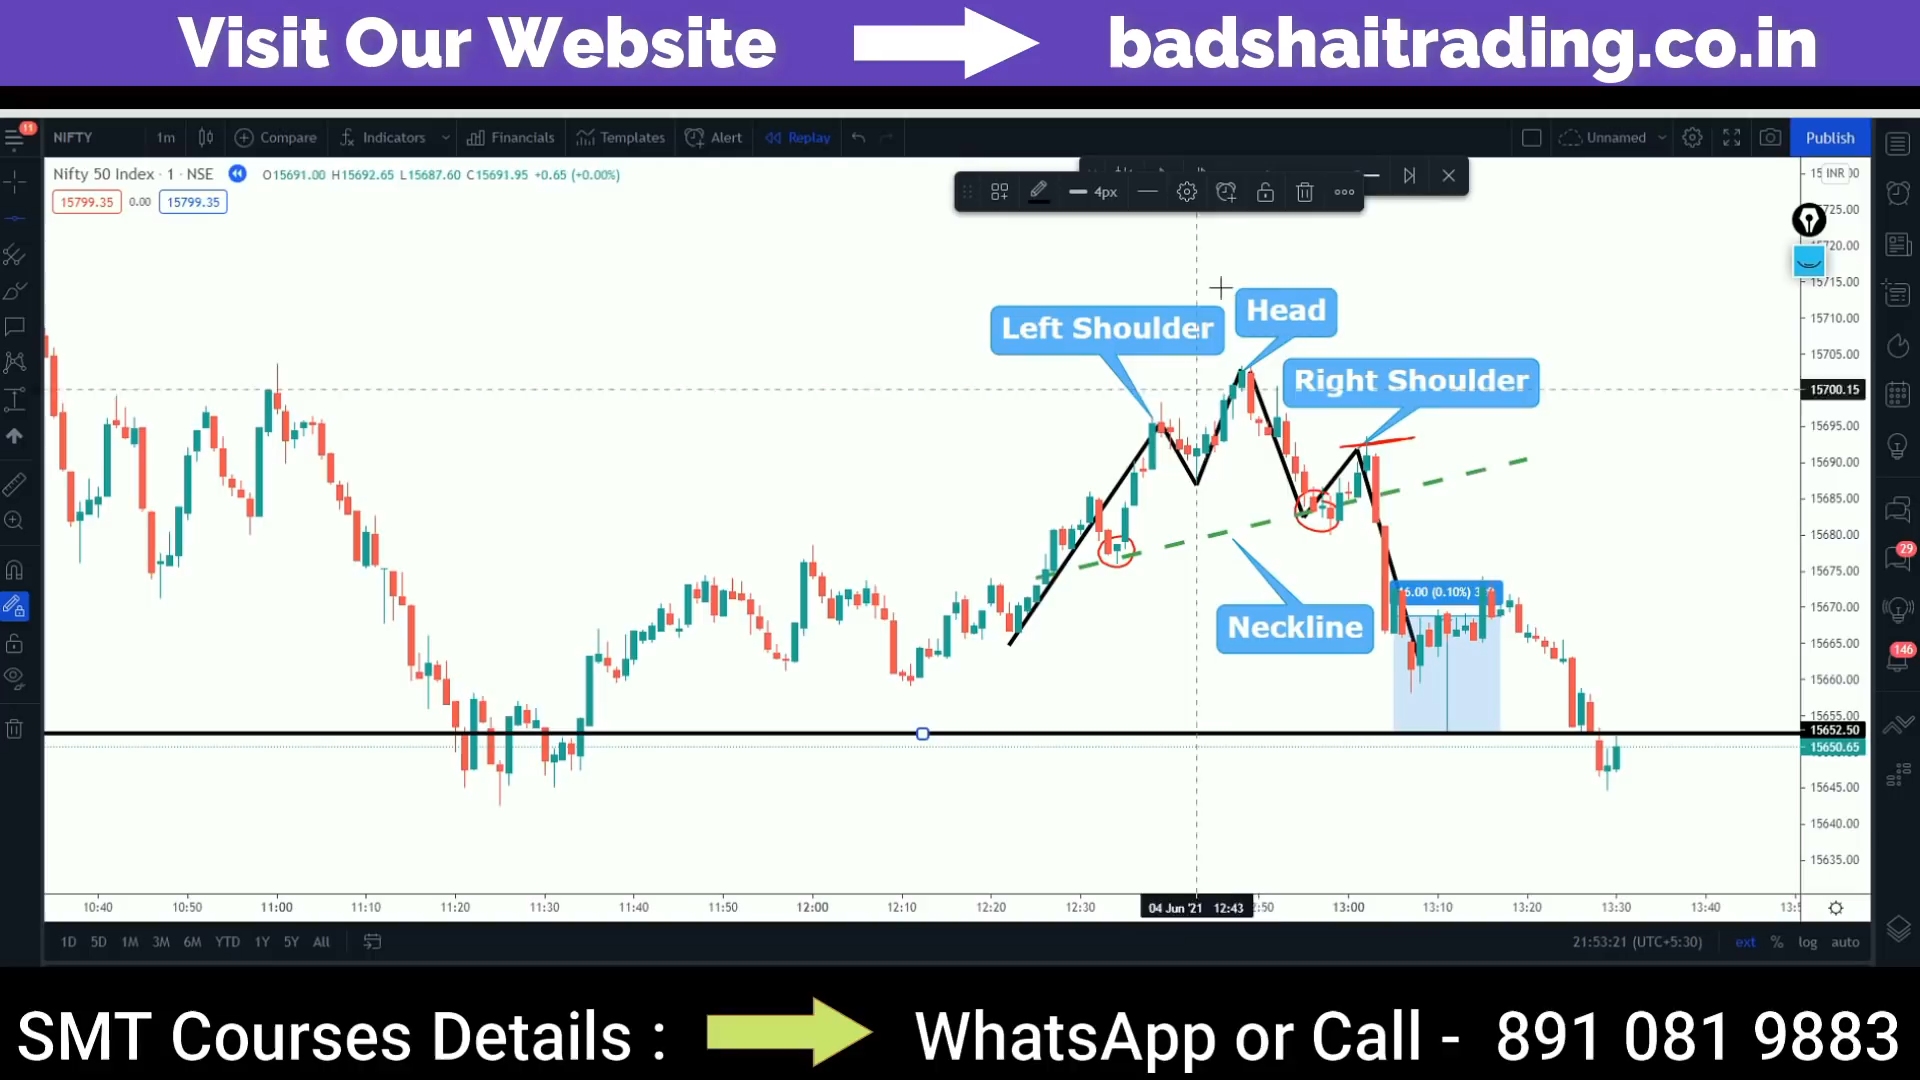 Visit Our Website badshaitrading.co.in
11 NIFTY 1m Compare Indicators Financials Templates Alert Replay Unnamed Publish
Nifty 50 Index · 1 · NSE O15691.00 H15692.65 L15687.60 C15691.95 +0.65 (+0.00%)
INR
15799.35 0.00 15799.35
4px
15725.00
15720.00
15715.00
Head
Left Shoulder
15710.00
15705.00
Right Shoulder
15700.15
15695.00
15690.00
15685.00
15680.00
29
15675.00
15670.00
Neckline
15665.00
146
15660.00
15655.00
15652.50
15650.65
15645.00
15640.00
15635.00
10:40 10:50 11:00 11:10 11:20 11:30 11:40 11:50 12:00 12:10 12:20 12:30 04 Jun '21 12:43 13:00 13:10 13:20 13:30 13:40
1D 5D 1M 3M 6M YTD 1Y 5Y All 21:53:21 (UTC+5:30) ext % log auto
SMT Courses Details : WhatsApp or Call - 891 081 9883